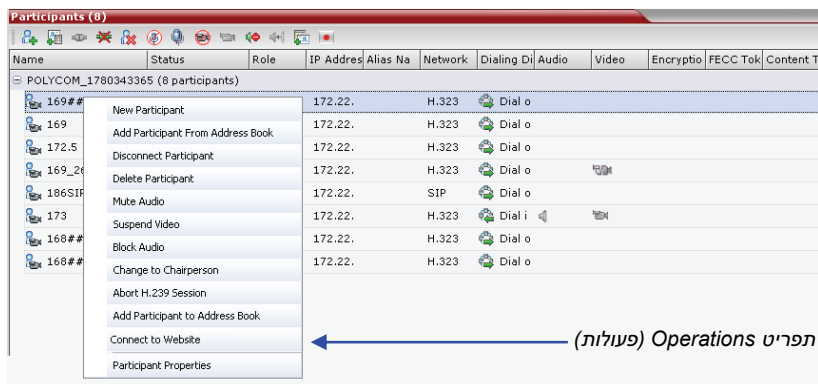 Participants (8)
Name Status Role IP Addres Alias Na Network Dialing Di Audio Video Encryptio FECC Tok Content T
POLYCOM_1780343365 (8 participants)
169## 172.22. H.323 Dial o
169 172.22. H.323 Dial o
172.5 172.22. H.323 Dial o
169_26 172.22. H.323 Dial o
186SIP 172.22. SIP Dial o
173 172.22. H.323 Dial i
168## 172.22. H.323 Dial o
168## 172.22. H.323 Dial o
New Participant
Add Participant From Address Book
Disconnect Participant
Delete Participant
Mute Audio
Suspend Video
Block Audio
Change to Chairperson
Abort H.239 Session
Add Participant to Address Book
Connect to Website
Participant Properties
תפריט Operations (פעולות)